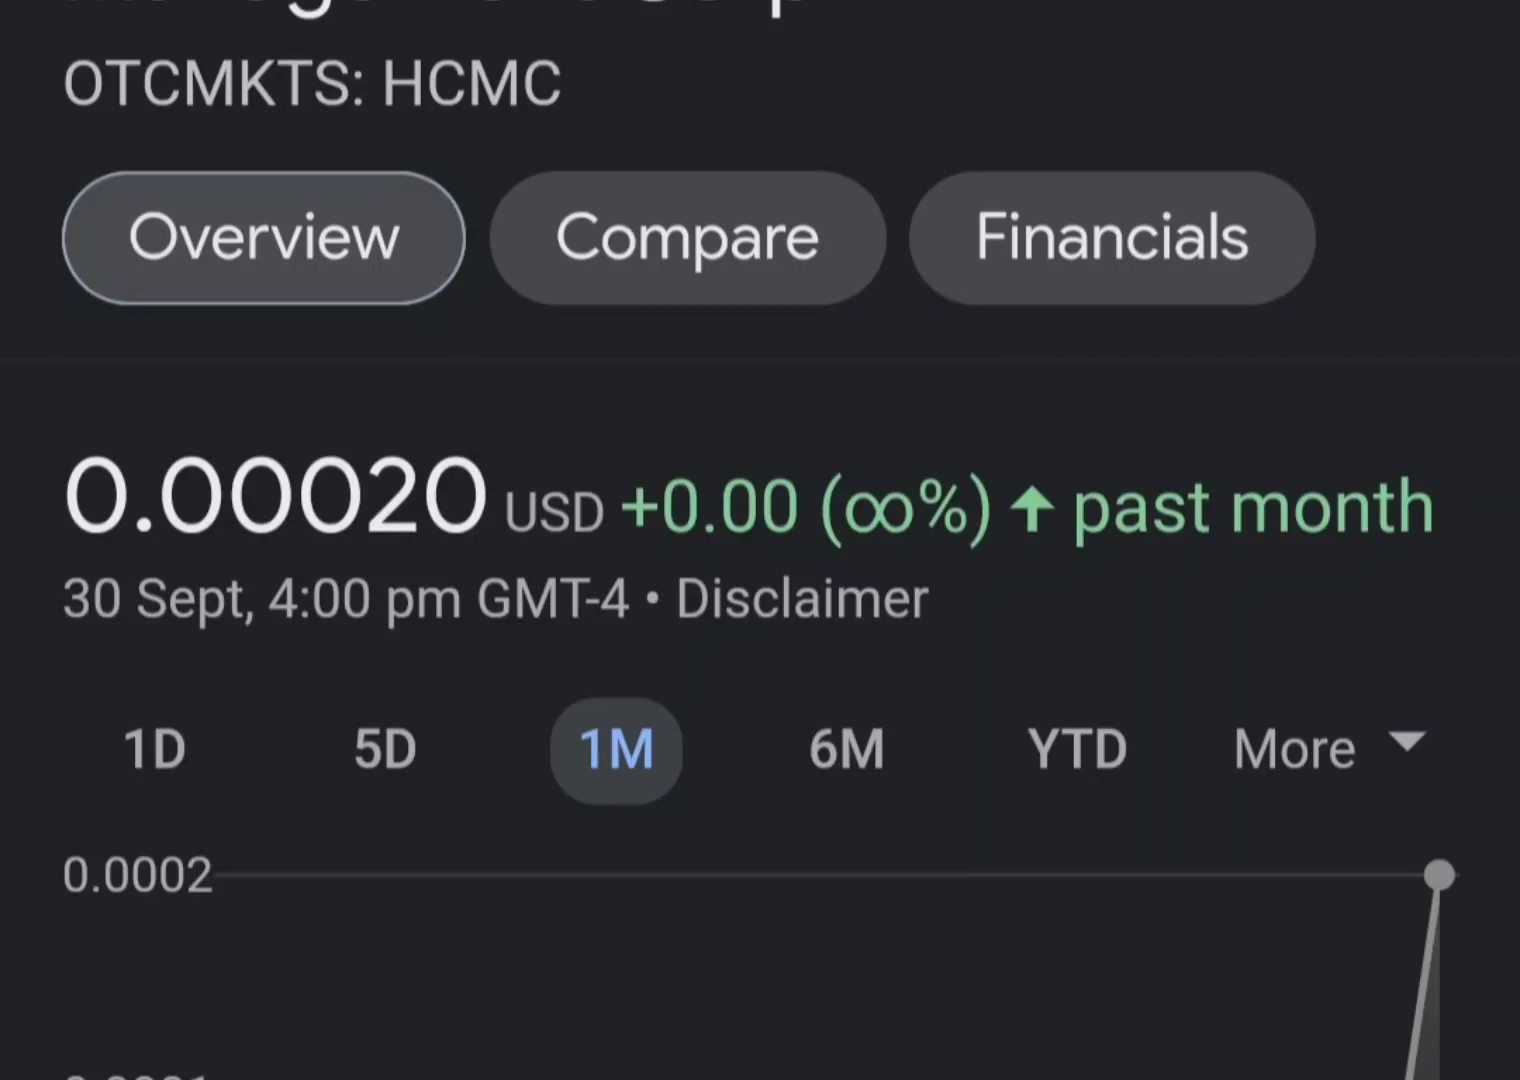 OTCMKTS: HCMC
Overview Compare Financials
0.00020 USD +0.00 (∞%) ↑ past month
30 Sept, 4:00 pm GMT-4 • Disclaimer
1D 5D 1M 6M YTD More
0.0002